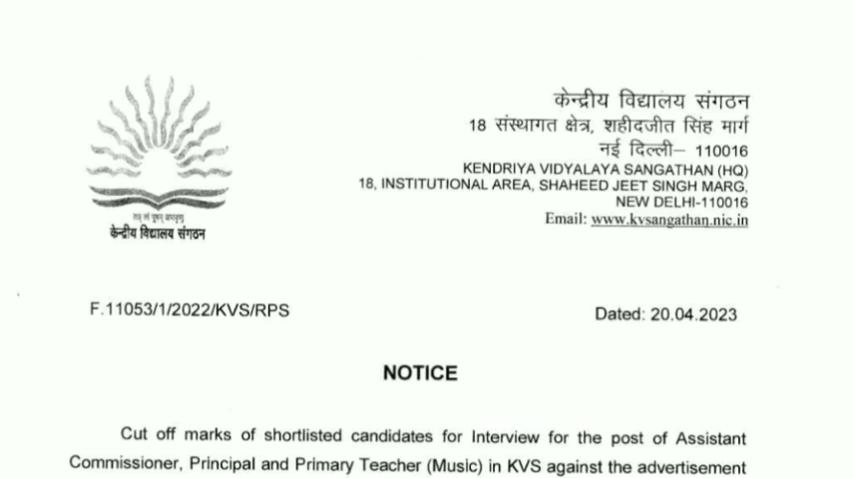 केन्द्रीय विद्यालय संगठन
18 संस्थागत क्षेत्र, शहीदजीत सिंह मार्ग
नई दिल्ली– 110016
KENDRIYA VIDYALAYA SANGATHAN (HQ)
18, INSTITUTIONAL AREA, SHAHEED JEET SINGH MARG,
NEW DELHI-110016
Email: www.kvsangathan.nic.in
केन्द्रीय विद्यालय संगठन
F.11053/1/2022/KVS/RPS
Dated: 20.04.2023
NOTICE
Cut off marks of shortlisted candidates for Interview for the post of Assistant
Commissioner, Principal and Primary Teacher (Music) in KVS against the advertisement